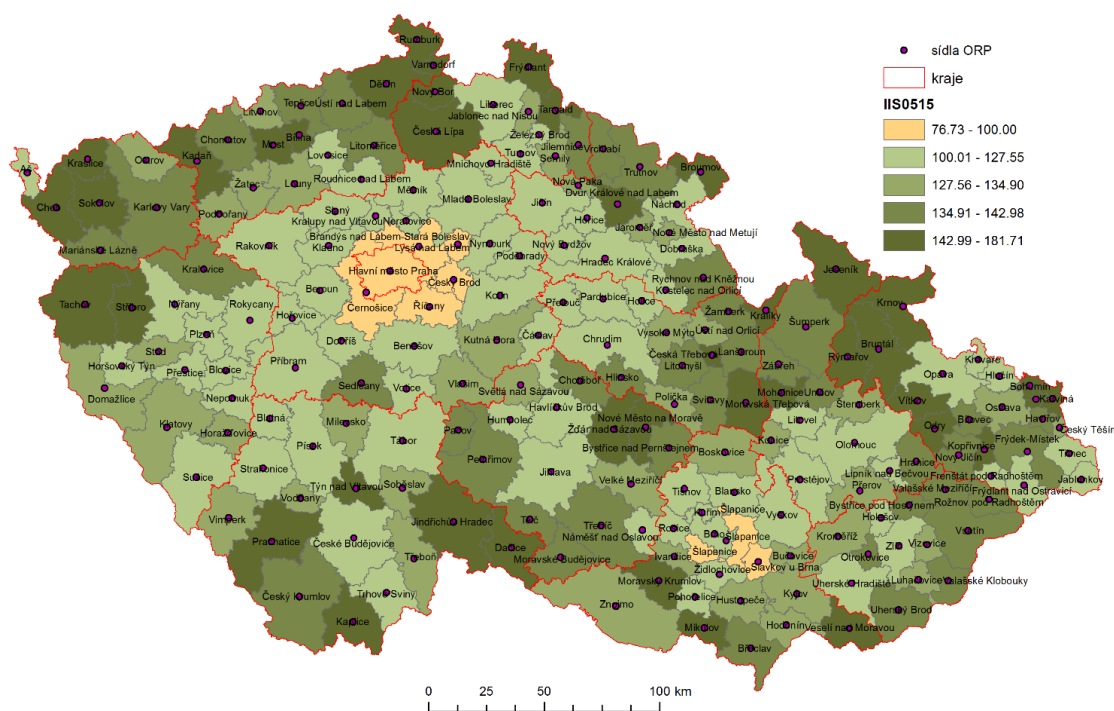 sídla ORP
kraje
IIS0515
76.73 - 100.00
100.01 - 127.55
127.56 - 134.90
134.91 - 142.98
142.99 - 181.71
Rumburk
Varnsdorf
Frýdlant
Děčín
Nový Bor
Teplice
Ústí nad Labem
Liberec
Tanvald
Litvínov
Jablonec nad Nisou
Česká Lípa
Železný Brod
Chomutov
Bílina
Most
Litoměřice
Jilemnice
Vrchlabí
Semily
Turnov
Kraslice
Ostrov
Kadaň
Lovosice
Mnichovo Hradiště
Trutnov
Broumov
Aš
Roudnice nad Labem
Žatec
Louny
Nová Paka
Dvůr Králové nad Labem
Mělník
Mladá Boleslav
Jičín
Náchod
Cheb
Sokolov
Karlovy Vary
Podbořany
Slaný
Kralupy nad Vltavou
Neratovice
Hořice
Jaroměř
Nové Město nad Metují
Brandýs nad Labem-Stará Boleslav
Mariánské Lázně
Rakovník
Kladno
Lysá nad Labem
Nymburk
Nový Bydžov
Dobruška
Poděbrady
Hradec Králové
Kralovice
Hlavní město Praha
Český Brod
Rychnov nad Kněžnou
Kostelec nad Orlicí
Jeseník
Tachov
Stříbro
Nýřany
Rokycany
Beroun
Černošice
Říčany
Kolín
Přelouč
Pardubice
Holice
Žamberk
Králíky
Krnov
Hořovice
Šumperk
Plzeň
Dobříš
Benešov
Kutná Hora
Čáslav
Chrudim
Vysoké Mýto
Ústí nad Orlicí
Bruntál
Stod
Česká Třebová
Lanškroun
Rýmařov
Kravaře
Horšovský Týn
Přeštice
Blovice
Příbram
Litomyšl
Zábřeh
Opava
Hlučín
Domažlice
Sedlčany
Votice
Vlašim
Světlá nad Sázavou
Chotěboř
Hlinsko
Bohumín
Nepomuk
Polička
Svitavy
Moravská Třebová
Mohelnice
Uničov
Šternberk
Vítkov
Ostrava
Karviná
Havířov
Český Těšín
Klatovy
Horažďovice
Blatná
Milevsko
Havlíčkův Brod
Nové Město na Moravě
Žďár nad Sázavou
Litovel
Odry
Bílovec
Humpolec
Pacov
Písek
Tábor
Konice
Olomouc
Kopřivnice
Frýdek-Místek
Nový Jičín
Třinec
Sušice
Strakonice
Pelhřimov
Bystřice nad Pernštejnem
Boskovice
Hranice
Jihlava
Lipník nad Bečvou
Frenštát pod Radhoštěm
Jablunkov
Týn nad Vltavou
Soběslav
Velké Meziříčí
Prostějov
Přerov
Valašské Meziříčí
Frýdlant nad Ostravicí
Vodňany
Tišnov
Blansko
Rožnov pod Radhoštěm
Bystřice pod Hostýnem
Vimperk
Kuřim
Šlapanice
Vyškov
Holešov
Jindřichův Hradec
Telč
Třebíč
Rosice
Brno
Šlapanice
Kroměříž
Vsetín
Prachatice
České Budějovice
Náměšť nad Oslavou
Zlín
Vizovice
Dačice
Moravské Budějovice
Ivančice
Šlapanice
Bučovice
Otrokovice
Třeboň
Slavkov u Brna
Židlochovice
Moravský Krumlov
Uherské Hradiště
Luhačovice
Valašské Klobouky
Český Krumlov
Trhové Sviny
Pohořelice
Hustopeče
Kyjov
Znojmo
Uherský Brod
Kaplice
Mikulov
Hodonín
Veselí nad Moravou
Břeclav
0 25 50 100 km